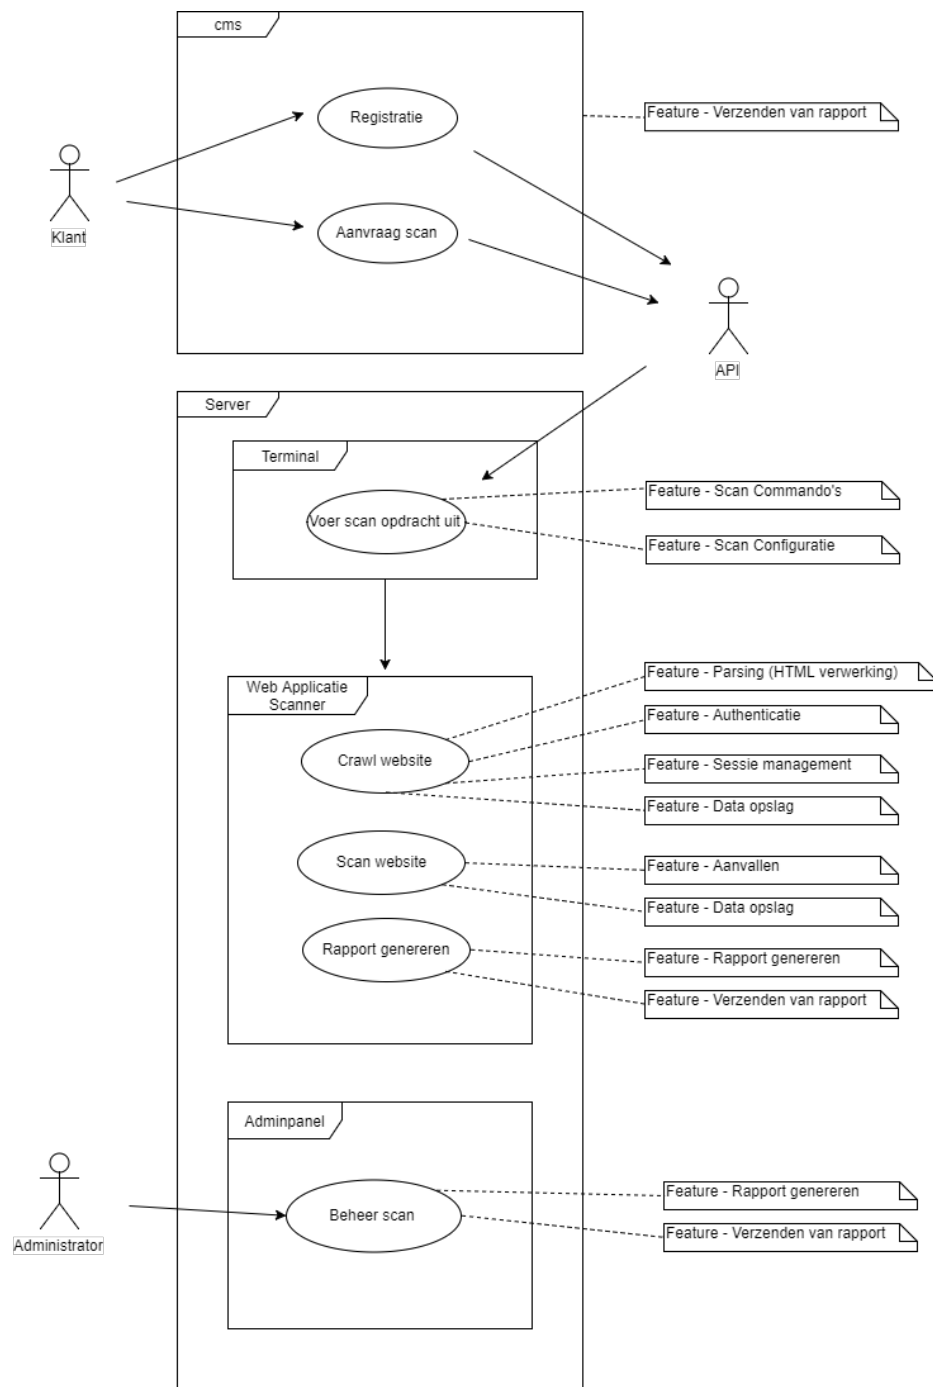 cms
Registratie
Feature - Verzenden van rapport
Klant
Aanvraag scan
API
Server
Terminal
Voer scan opdracht uit
Feature - Scan Commando's
Feature - Scan Configuratie
Web Applicatie
Scanner
Feature - Parsing (HTML verwerking)
Feature - Authenticatie
Crawl website
Feature - Sessie management
Feature - Data opslag
Scan website
Feature - Aanvallen
Feature - Data opslag
Rapport genereren
Feature - Rapport genereren
Feature - Verzenden van rapport
Adminpanel
Administrator
Beheer scan
Feature - Rapport genereren
Feature - Verzenden van rapport